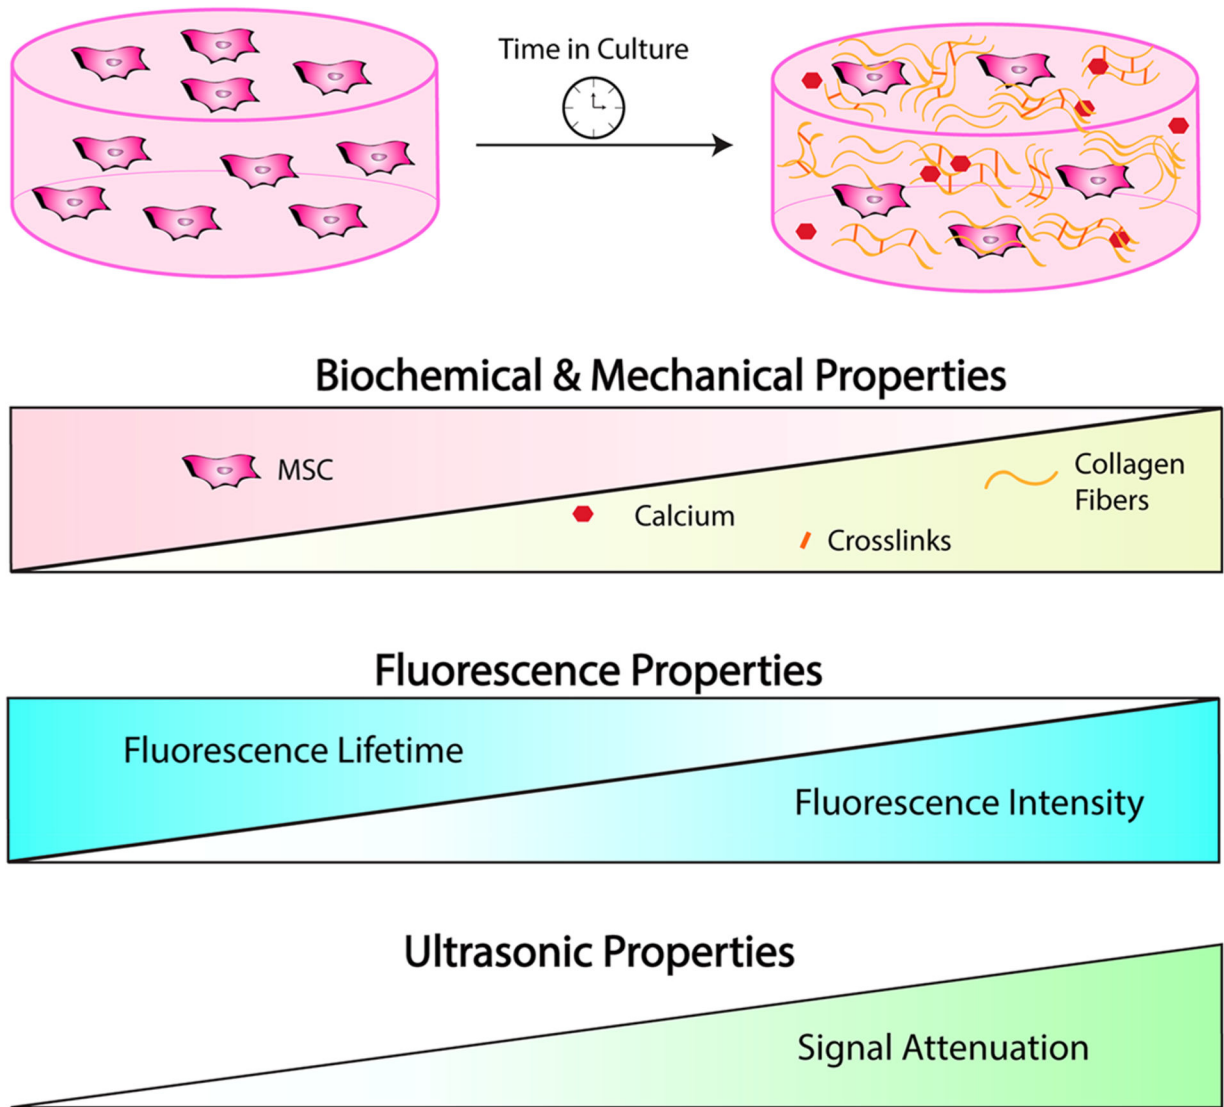 Time in Culture
Biochemical & Mechanical Properties
MSC
Calcium
Crosslinks
Collagen
Fibers
Fluorescence Properties
Fluorescence Lifetime
Fluorescence Intensity
Ultrasonic Properties
Signal Attenuation